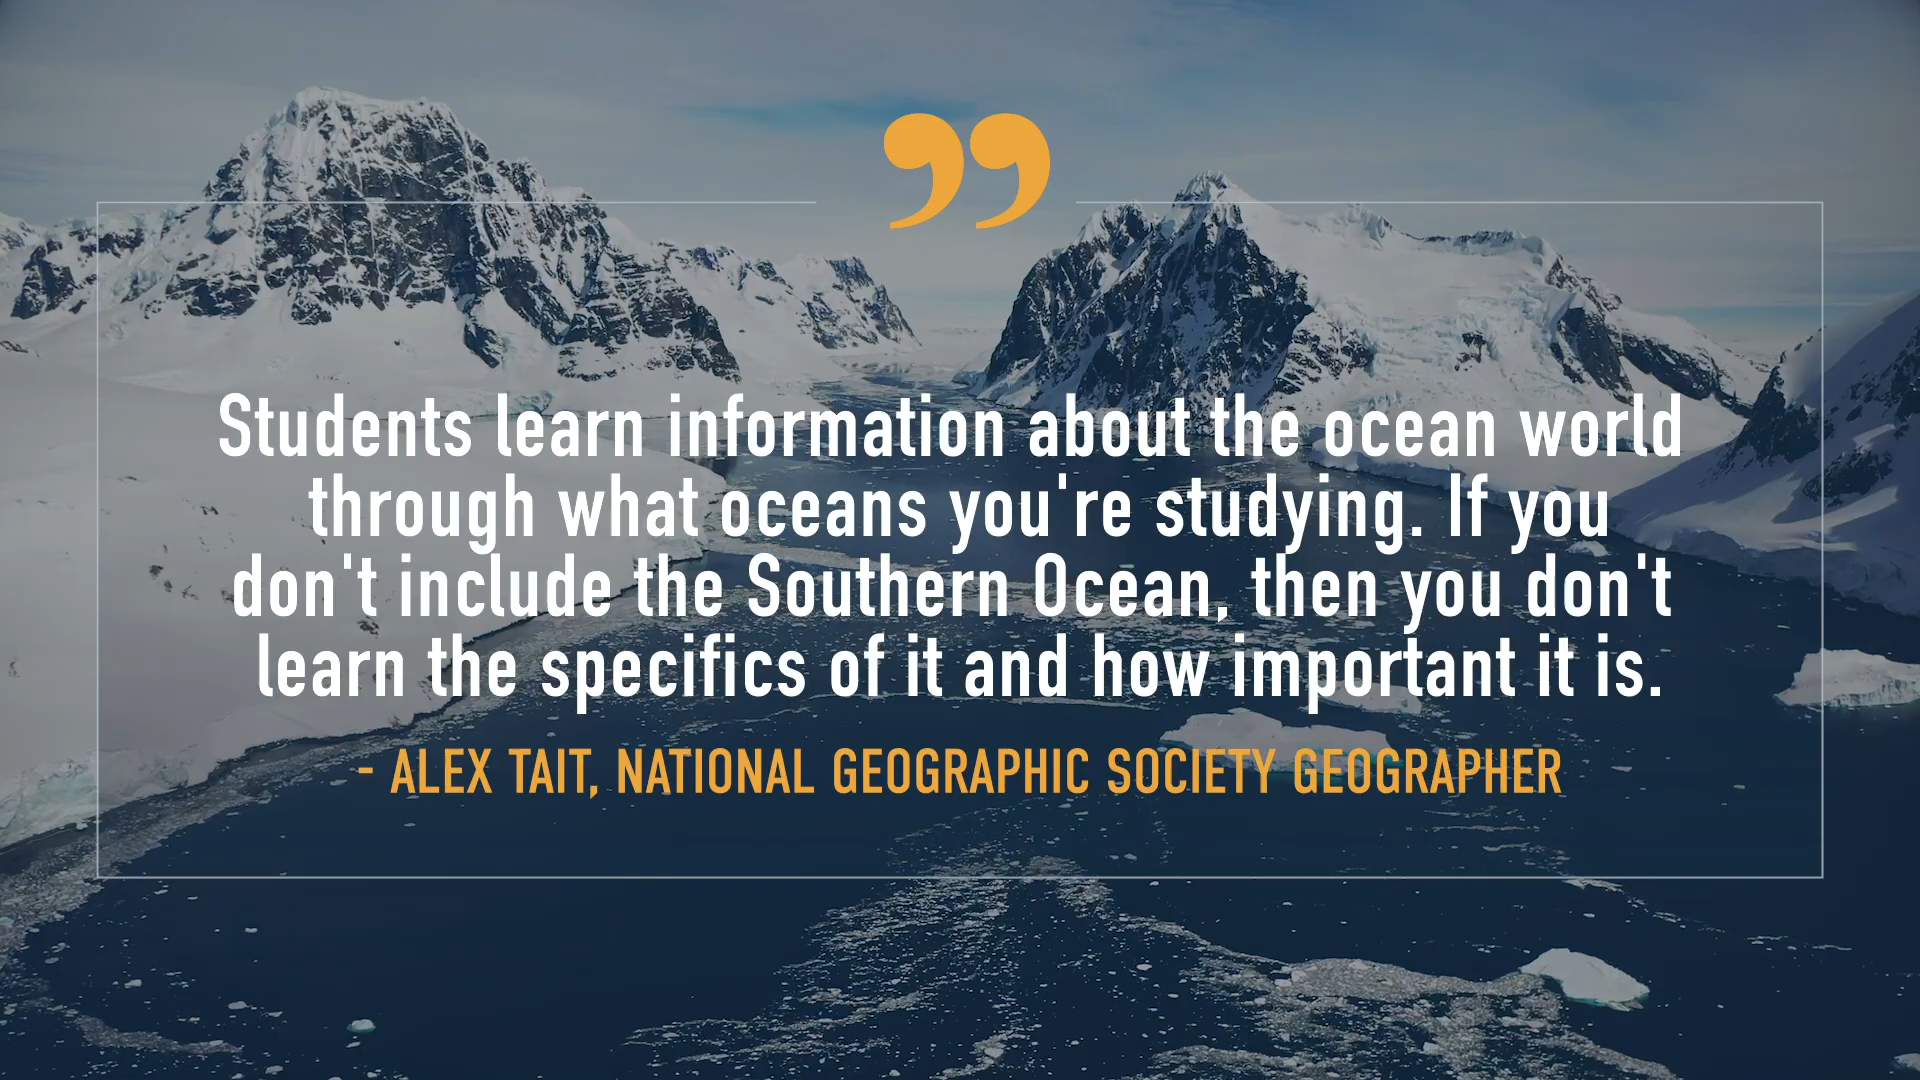 ”
Students learn information about the ocean world
through what oceans you're studying. If you
don't include the Southern Ocean, then you don't
learn the specifics of it and how important it is.
- ALEX TAIT, NATIONAL GEOGRAPHIC SOCIETY GEOGRAPHER